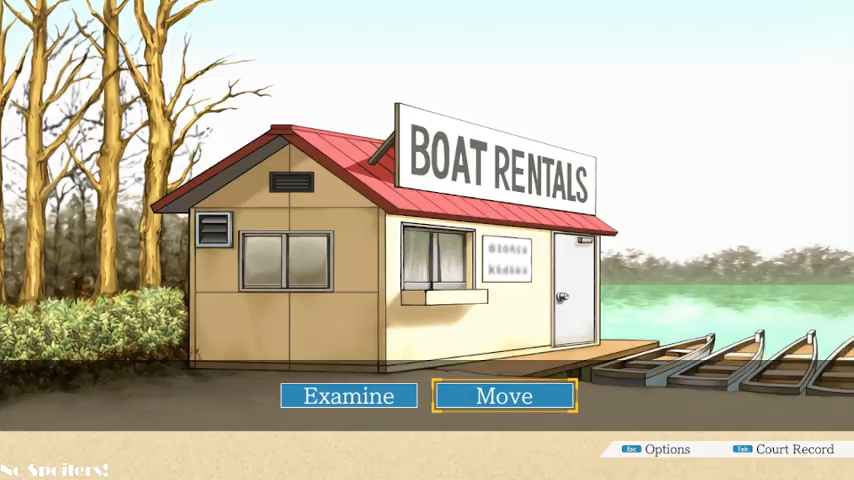 BOAT RENTALS
Examine
Move
Esc Options
Tab Court Record
No Spoilers!